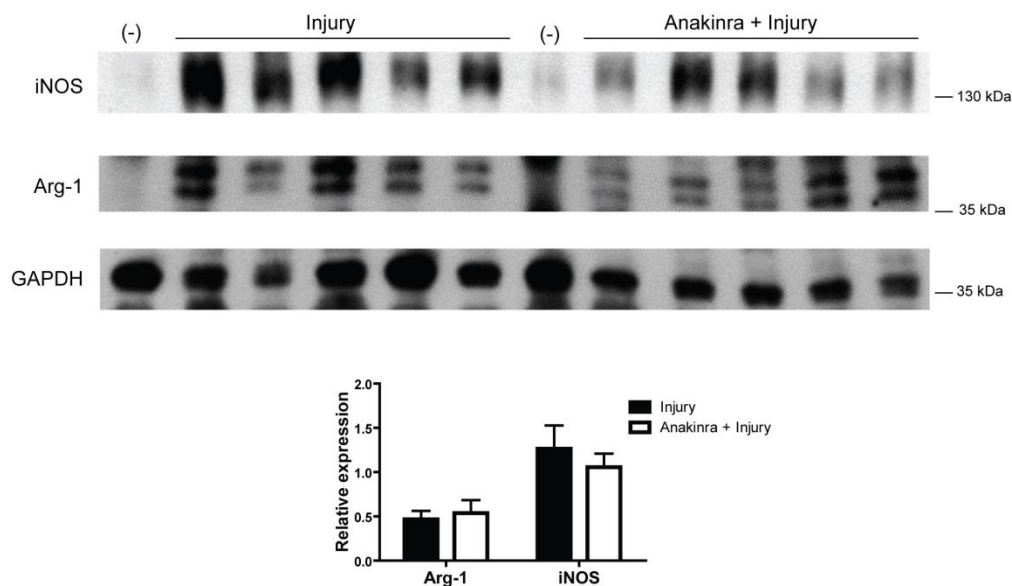 (-) Injury (-) Anakinra + Injury
iNOS
130 kDa
Arg-1
35 kDa
GAPDH
35 kDa
Relative expression
2.0
1.5
1.0
0.5
0.0
Injury
Anakinra + Injury
Arg-1 iNOS